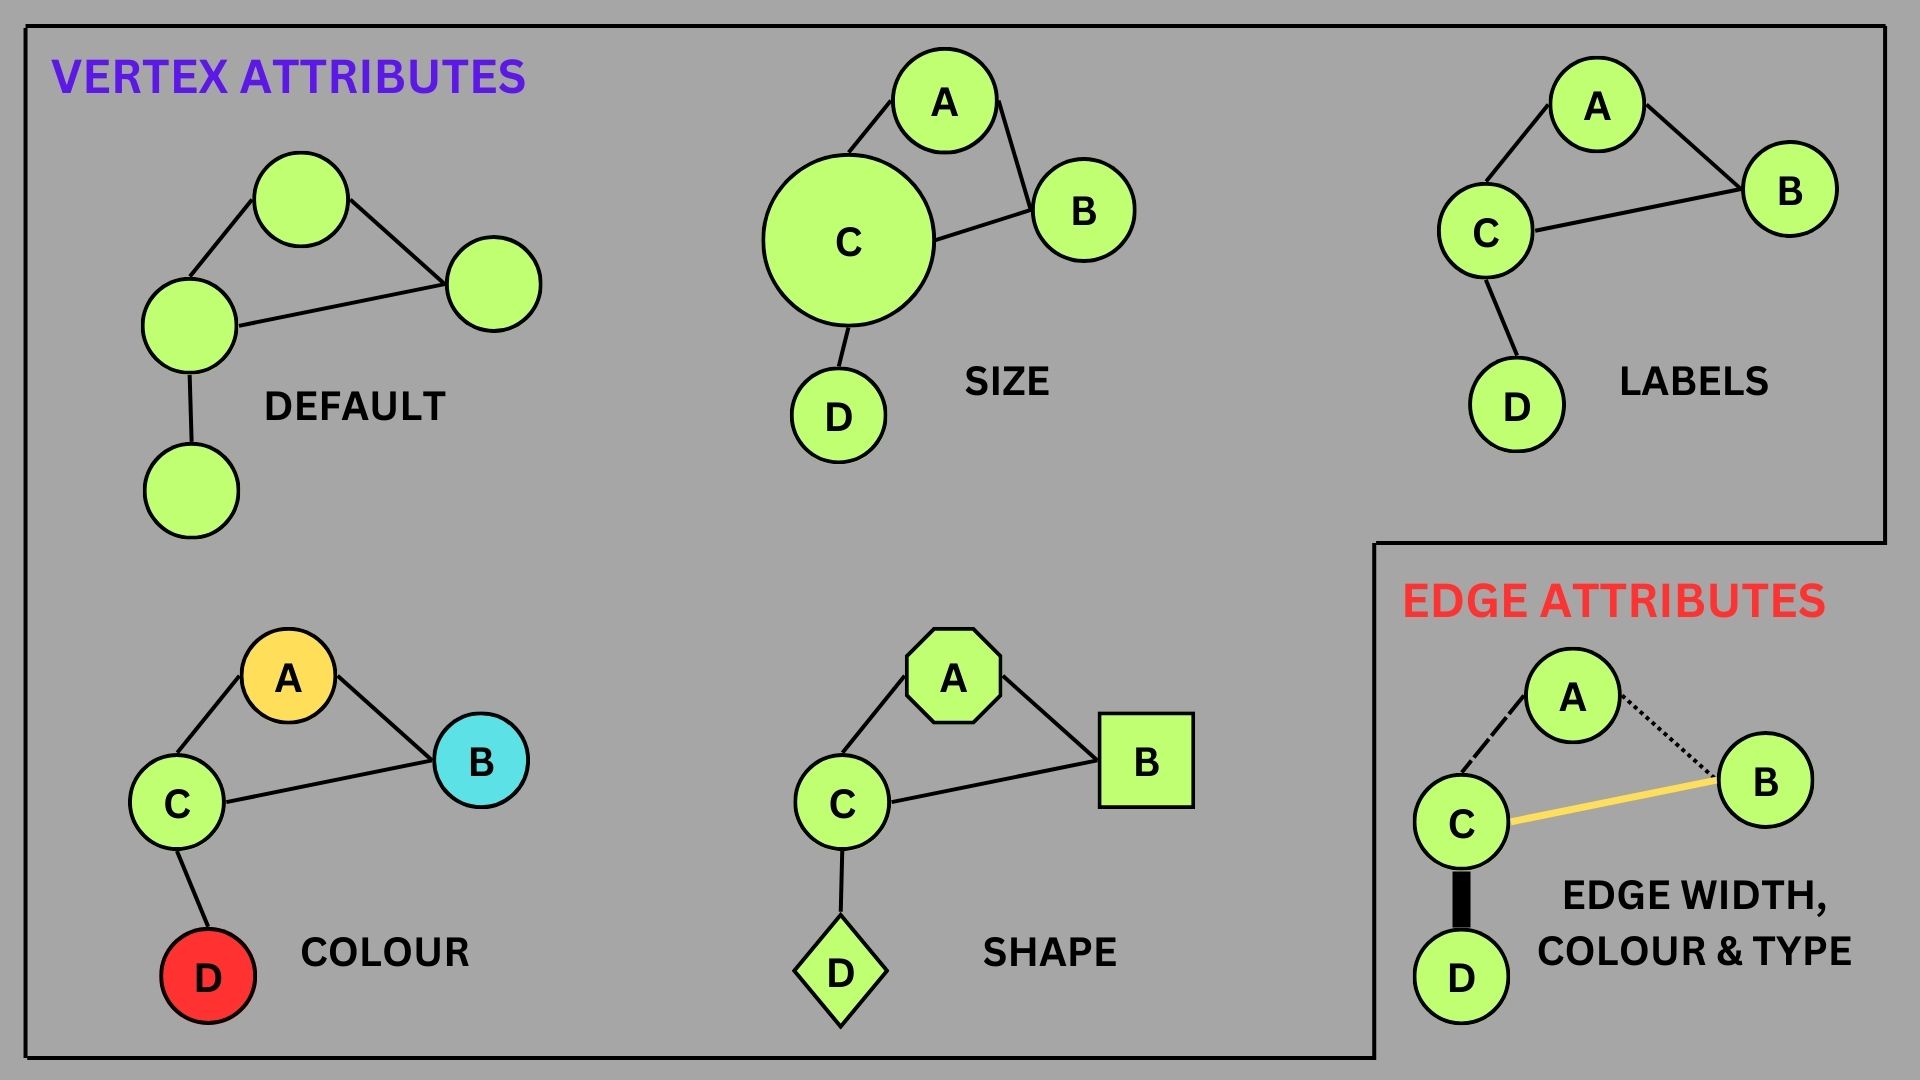 VERTEX ATTRIBUTES
DEFAULT
A
C
B
D
SIZE
A
B
C
D
LABELS
A
B
C
D
COLOUR
A
B
C
D
SHAPE
EDGE ATTRIBUTES
A
B
C
D
EDGE WIDTH,
COLOUR & TYPE